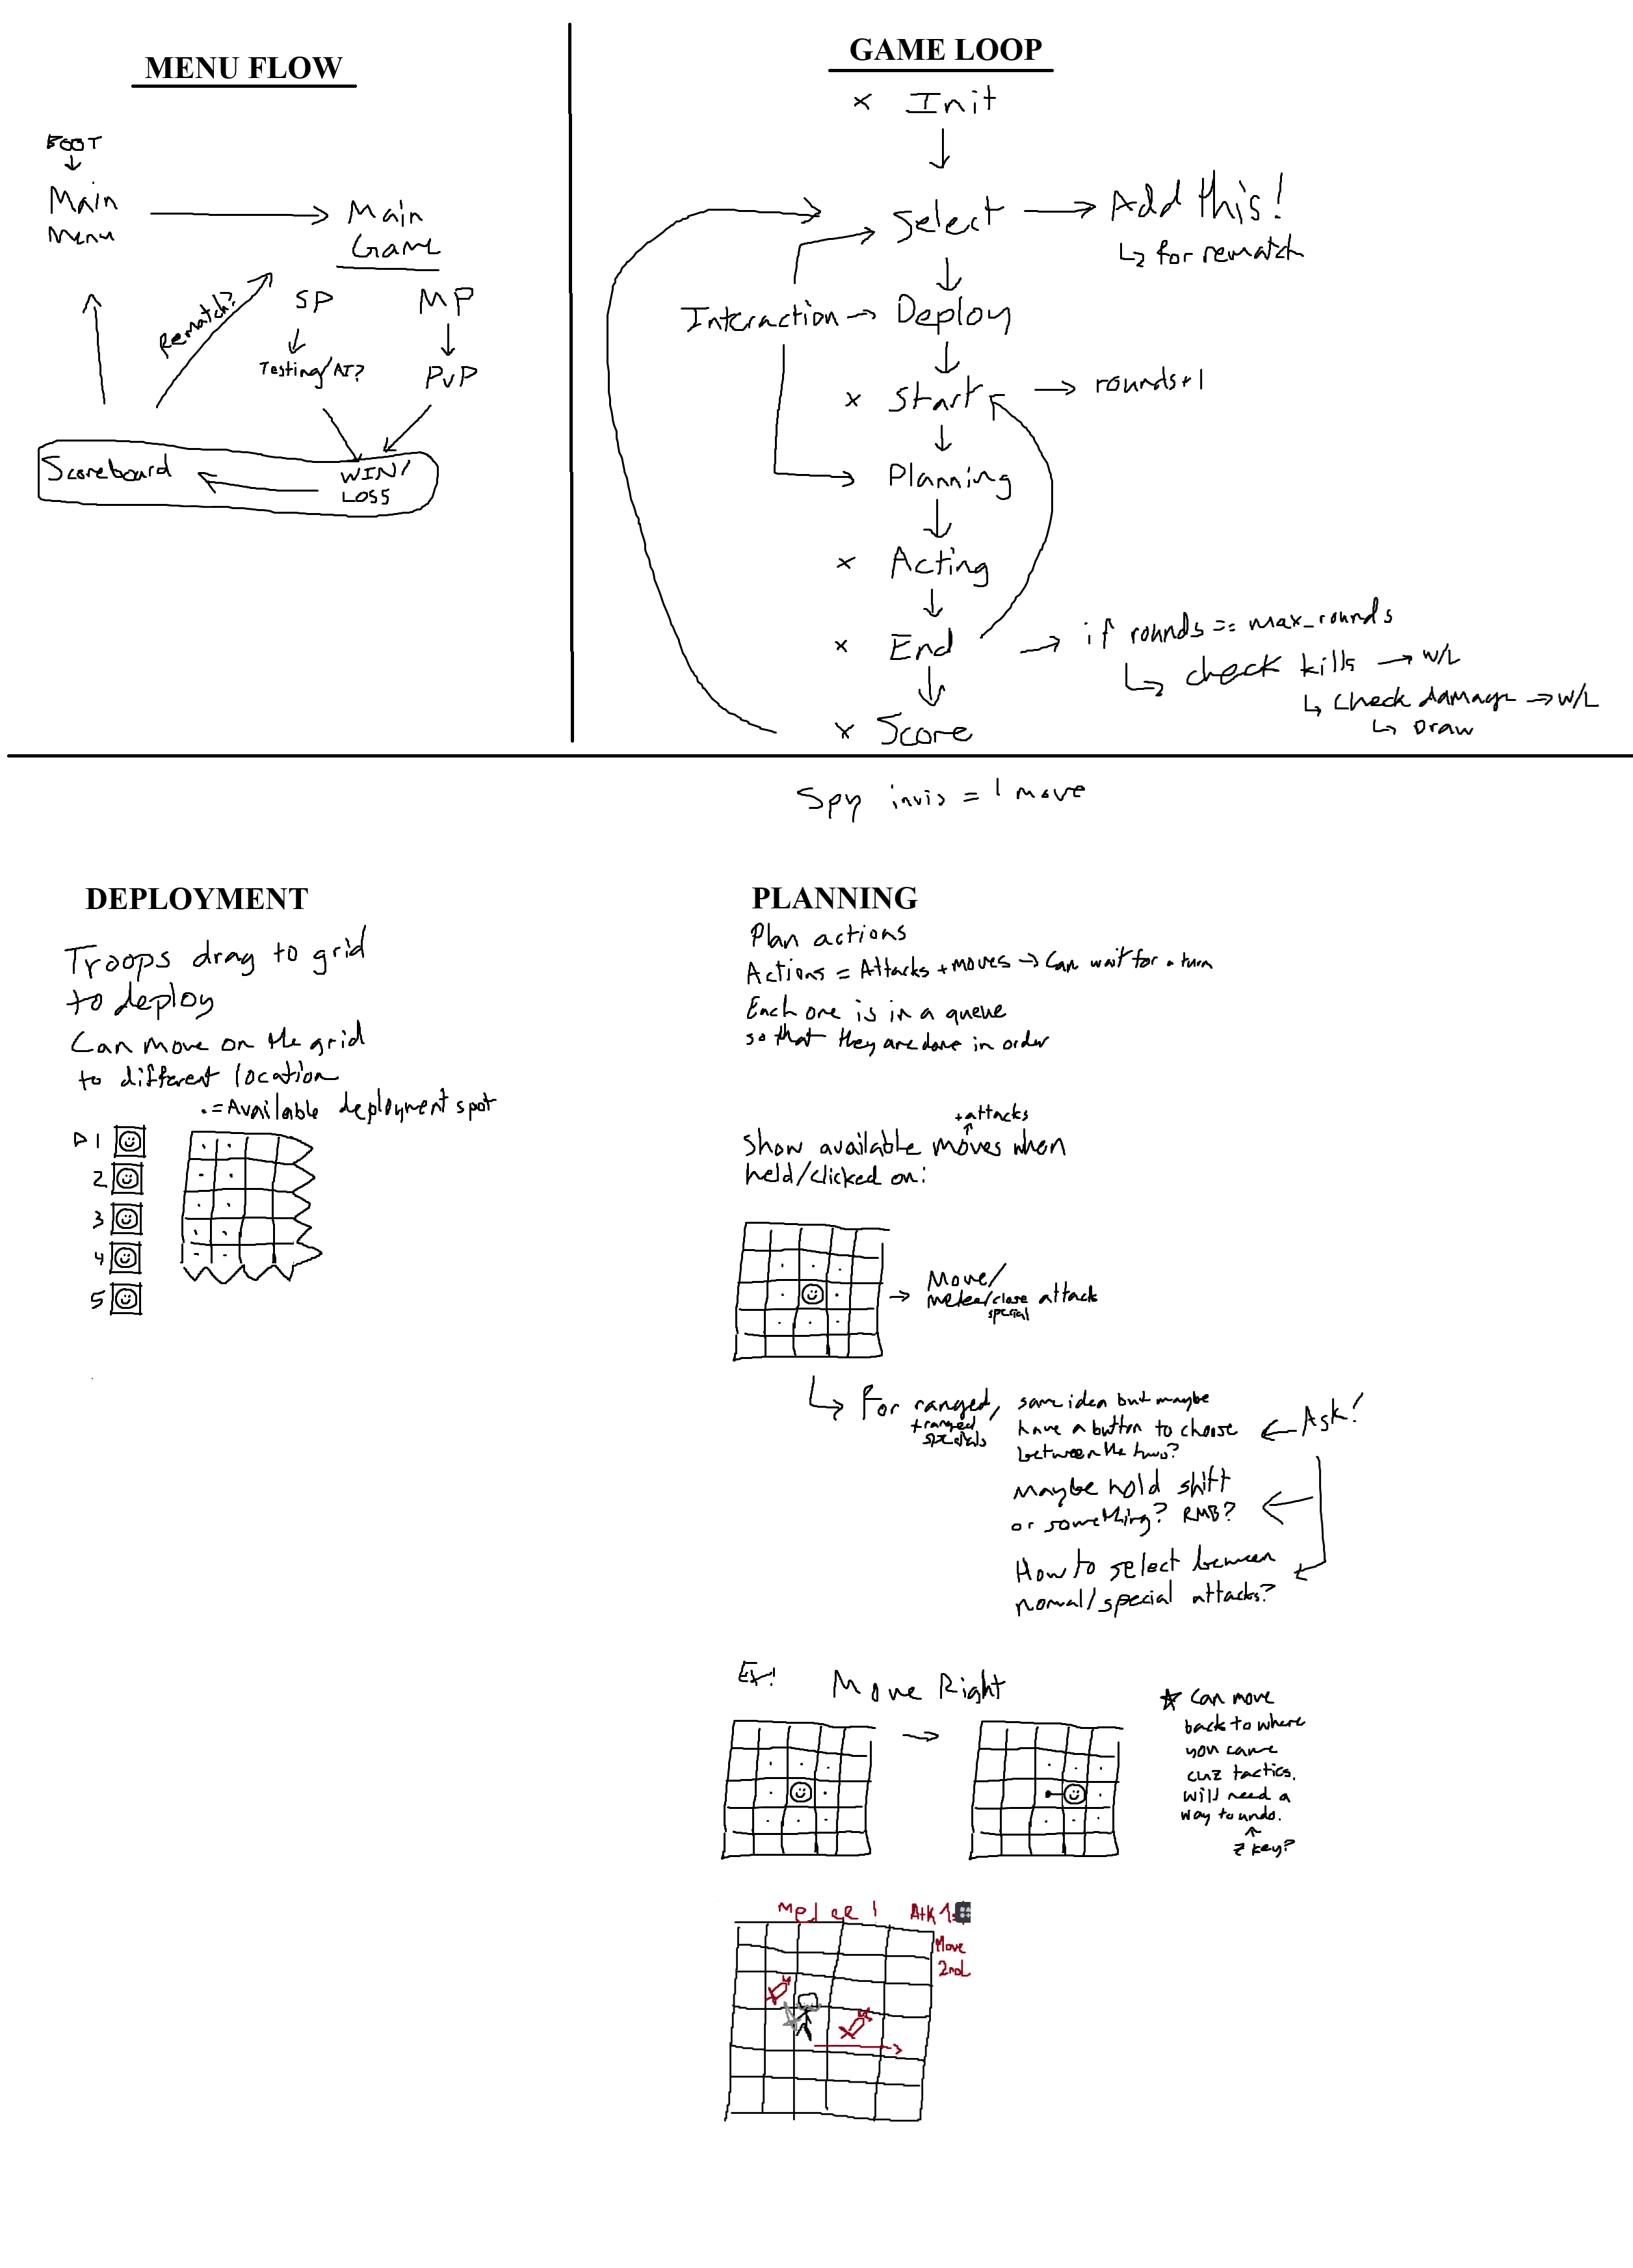 MENU FLOW
BOOT
Main
Menu
Main
Game
Rematch?
SP
MP
Testing/AI?
PvP
Scoreboard
WIN/
LOSS
GAME LOOP
x Init
Select
Add this!
for rematch
Interaction
Deploy
x Start
rounds+1
Planning
x Acting
x End
if rounds == max_rounds
check kills → W/L
check damage → W/L
Draw
x Score
Spy invis = 1 move
DEPLOYMENT
Troops drag to grid
to deploy
Can move on the grid
to different location
. = Available deployment spot
1
2
3
4
5
PLANNING
Plan actions
Actions = Attacks + moves → Can wait for a turn
Each one is in a queue
so that they are done in order
+attacks
Show available moves when
held/clicked on:
Move/
melee/close attack
special
For ranged,
+ranged
specials
same idea but maybe
have a button to choose
between the two?
Ask!
Maybe hold shift
or something? RMB?
How to select between
normal/special attacks?
Ex:
Move Right
★ Can move
back to where
you came
cuz tactics.
will need a
way to undo.
Z key?
Melee
Move
2nd